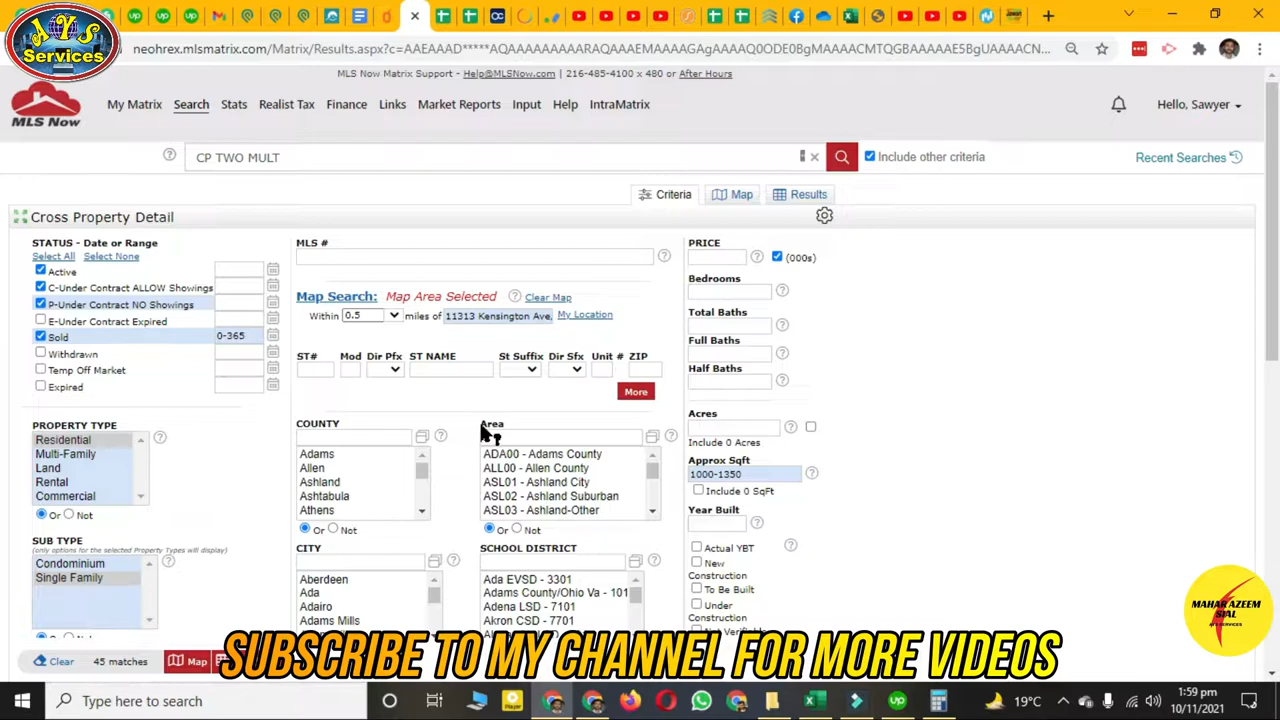 AYS
Services
neohrex.mlsmatrix.com/Matrix/Results.aspx?c=AAEAAAD*****AQAAAAAAAAARAQAAAEMAAAAGAgAAAAQ0ODE0BgMAAAACMTQGBAAAAAE5BgUAAAACN...
MLS Now Matrix Support - Help@MLSNow.com | 216-485-4100 x 480 or After Hours
MLS Now
My Matrix Search Stats Realist Tax Finance Links Market Reports Input Help IntraMatrix
Hello, Sawyer
CP TWO MULT
Include other criteria
Recent Searches
Criteria Map Results
Cross Property Detail
STATUS - Date or Range
Select All Select None
Active
C-Under Contract ALLOW Showings
P-Under Contract NO Showings
E-Under Contract Expired
Sold 0-365
Withdrawn
Temp Off Market
Expired
PROPERTY TYPE
Residential
Multi-Family
Land
Rental
Commercial
Or Not
SUB TYPE
(only options for the selected Property Types will display)
Condominium
Single Family
MLS #
Map Search: Map Area Selected Clear Map
Within 0.5 miles of 11313 Kensington Ave, My Location
ST# Mod Dir Pfx ST NAME St Suffix Dir Sfx Unit # ZIP
More
COUNTY
Adams
Allen
Ashland
Ashtabula
Athens
Or Not
Area
ADA00 - Adams County
ALL00 - Allen County
ASL01 - Ashland City
ASL02 - Ashland Suburban
ASL03 - Ashland-Other
Or Not
CITY
Aberdeen
Ada
Adairo
Adams Mills
SCHOOL DISTRICT
Ada EVSD - 3301
Adams County/Ohio Va - 101
Adena LSD - 7101
Akron CSD - 7701
PRICE
(000s)
Bedrooms
Total Baths
Full Baths
Half Baths
Acres
Include 0 Acres
Approx Sqft
1000-1350
Include 0 SqFt
Year Built
Actual YBT
New
Construction
To Be Built
Under
Construction
Clear 45 matches Map
SUBSCRIBE TO MY CHANNEL FOR MORE VIDEOS
MAHAR AZEEM
SIAL
AYS SERVICES
Type here to search
19°C
1:59 pm
10/11/2021